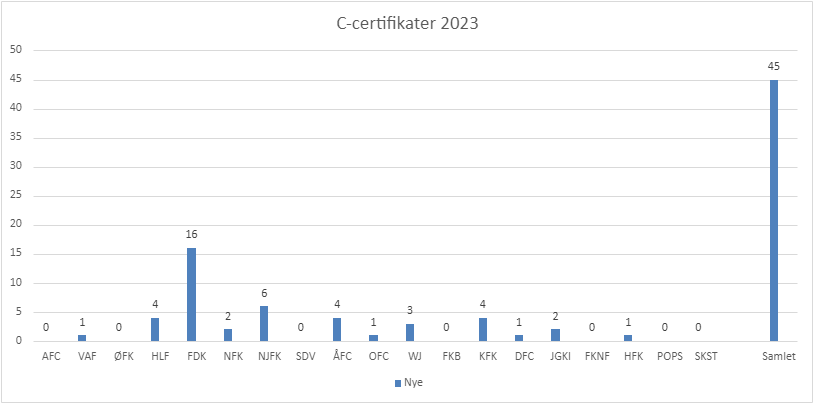 C-certifikater 2023
50
45
40
35
30
25
20
15
10
5
0
0 1 0 4 16 2 6 0 4 1 3 0 4 1 2 0 1 0 0 45
AFC VAF ØFK HLF FDK NFK NJFK SDV ÅFC OFC WJ FKB KFK DFC JGKI FKNF HFK POPS SKST Samlet
Nye